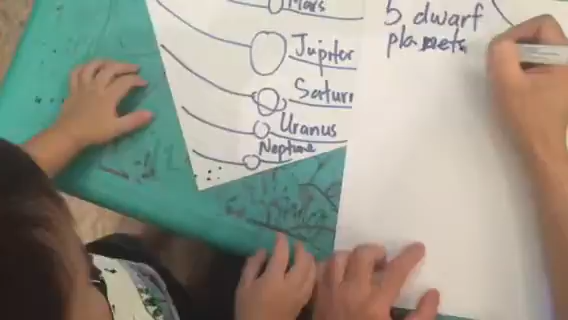 Mars
Jupiter
Saturn
Uranus
Neptune
5 dwarf
planets